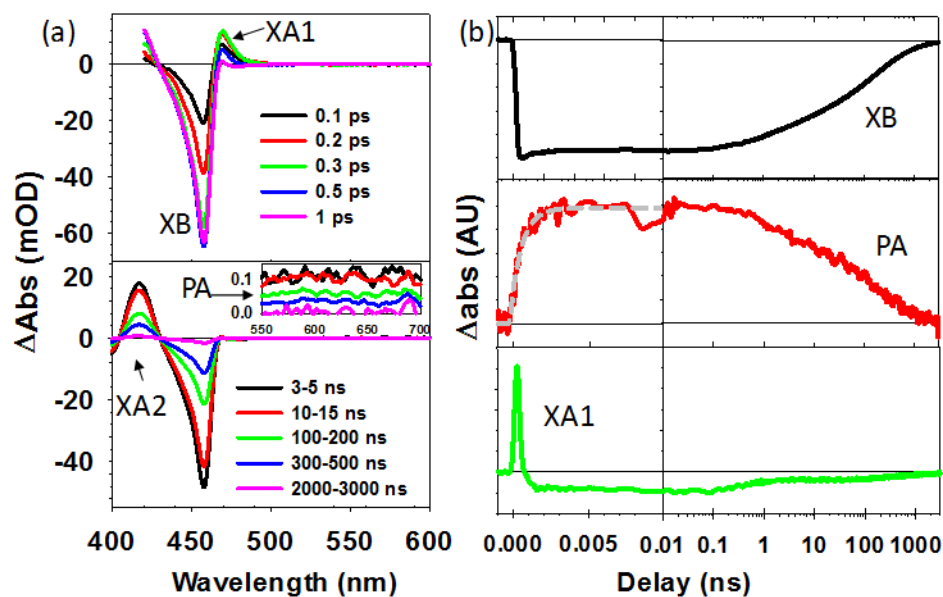 (a)
XA1
0
-20
-40
-60
XB
0.1 ps
0.2 ps
0.3 ps
0.5 ps
1 ps
20
0
-20
-40
PA
0.1
0.0
550 600 650 700
XA2
3-5 ns
10-15 ns
100-200 ns
300-500 ns
2000-3000 ns
400 450 500 550 600
Wavelength (nm)
ΔAbs (mOD)
(b)
XB
PA
XA1
Δabs (AU)
0.000 0.005 0.01 0.1 1 10 100 1000
Delay (ns)